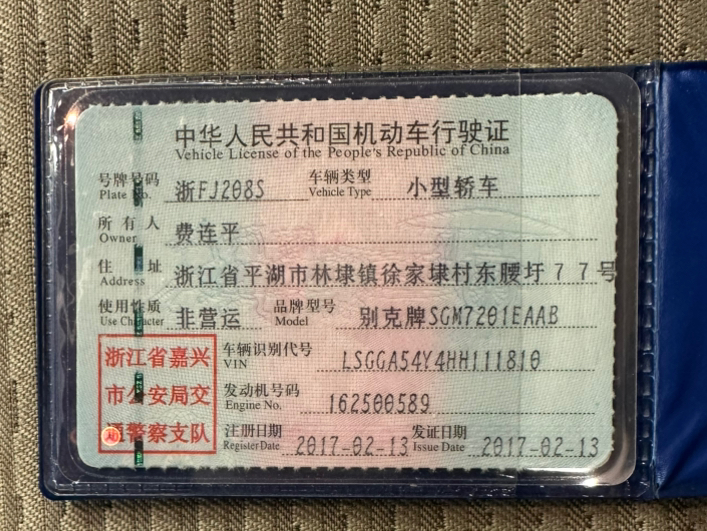 中华人民共和国机动车行驶证
Vehicle License of the People's Republic of China
号牌号码 浙FJ208S 车辆类型 小型轿车
Plate No. Vehicle Type
所有人 费连平
Owner
住址 浙江省平湖市林埭镇徐家埭村东腰圩77号
Address
使用性质 非营运 品牌型号 别克牌SGM7201EAAB
Use Character Model
浙江省嘉兴
市公安局交
通警察支队
车辆识别代号 LSGGA54Y4HH111810
VIN
发动机号码 162500589
Engine No.
注册日期 2017-02-13 发证日期 2017-02-13
Register Date Issue Date